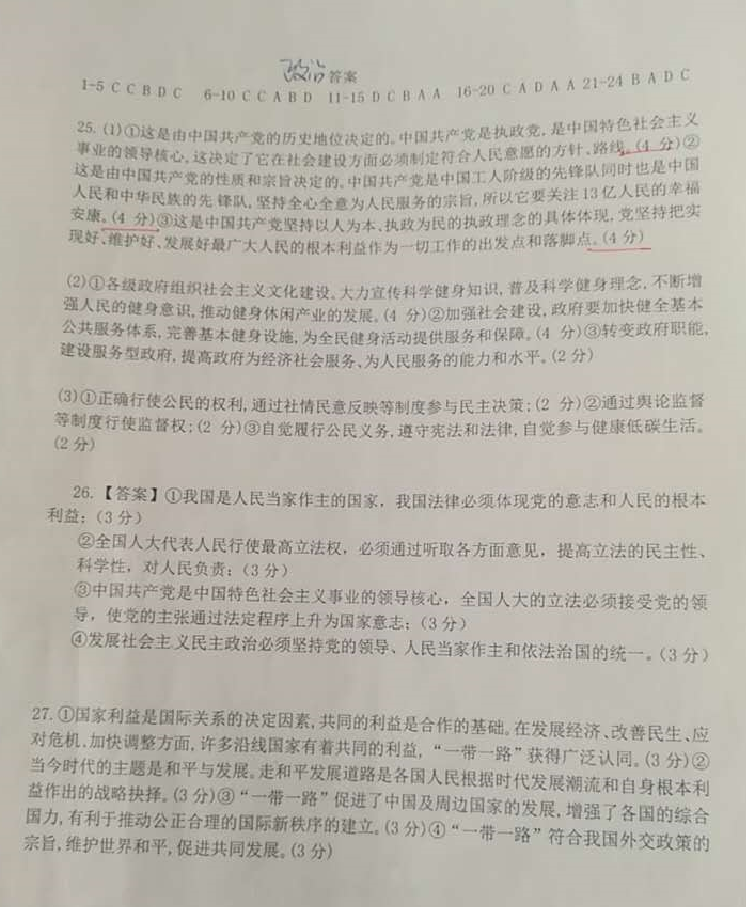 政治答案
1-5 C C B D C 6-10 C C A B D 11-15 D C B A A 16-20 C A D A A 21-24 B A D C
25. (1)①这是由中国共产党的历史地位决定的。中国共产党是执政党,是中国特色社会主义
事业的领导核心,这决定了它在社会建设方面必须制定符合人民意愿的方针、路线。(4 分)②
这是由中国共产党的性质和宗旨决定的。中国共产党是中国工人阶级的先锋队同时也是中国
人民和中华民族的先锋队,坚持全心全意为人民服务的宗旨,所以它要关注13亿人民的幸福
安康。(4 分)③这是中国共产党坚持以人为本、执政为民的执政理念的具体体现,党坚持把实
现好、维护好、发展好最广大人民的根本利益作为一切工作的出发点和落脚点。(4 分)
(2)①各级政府组织社会主义文化建设。大力宣传科学健身知识,普及科学健身理念,不断增
强人民的健身意识,推动健身休闲产业的发展。(4 分)②加强社会建设,政府要加快健全基本
公共服务体系,完善基本健身设施,为全民健身活动提供服务和保障。(4 分)③转变政府职能,
建设服务型政府,提高政府为经济社会服务、为人民服务的能力和水平。(2分)
(3)①正确行使公民的权利,通过社情民意反映等制度参与民主决策;(2 分)②通过舆论监督
等制度行使监督权;(2 分)③自觉履行公民义务,遵守宪法和法律,自觉参与健康低碳生活。
(2分)
26.【答案】①我国是人民当家作主的国家，我国法律必须体现党的意志和人民的根本
利益；（3分）
②全国人大代表人民行使最高立法权，必须通过听取各方面意见，提高立法的民主性、
科学性，对人民负责；（3分）
③中国共产党是中国特色社会主义事业的领导核心，全国人大的立法必须接受党的领
导，使党的主张通过法定程序上升为国家意志；（3分）
④发展社会主义民主政治必须坚持党的领导、人民当家作主和依法治国的统一。（3分）
27. ①国家利益是国际关系的决定因素,共同的利益是合作的基础。在发展经济、改善民生、应
对危机、加快调整方面,许多沿线国家有着共同的利益，“一带一路”获得广泛认同。(3分)②
当今时代的主题是和平与发展。走和平发展道路是各国人民根据时代发展潮流和自身根本利
益作出的战略抉择。(3分)③“一带一路”促进了中国及周边国家的发展,增强了各国的综合
国力,有利于推动公正合理的国际新秩序的建立。(3分)④“一带一路”符合我国外交政策的
宗旨,维护世界和平,促进共同发展。(3分)